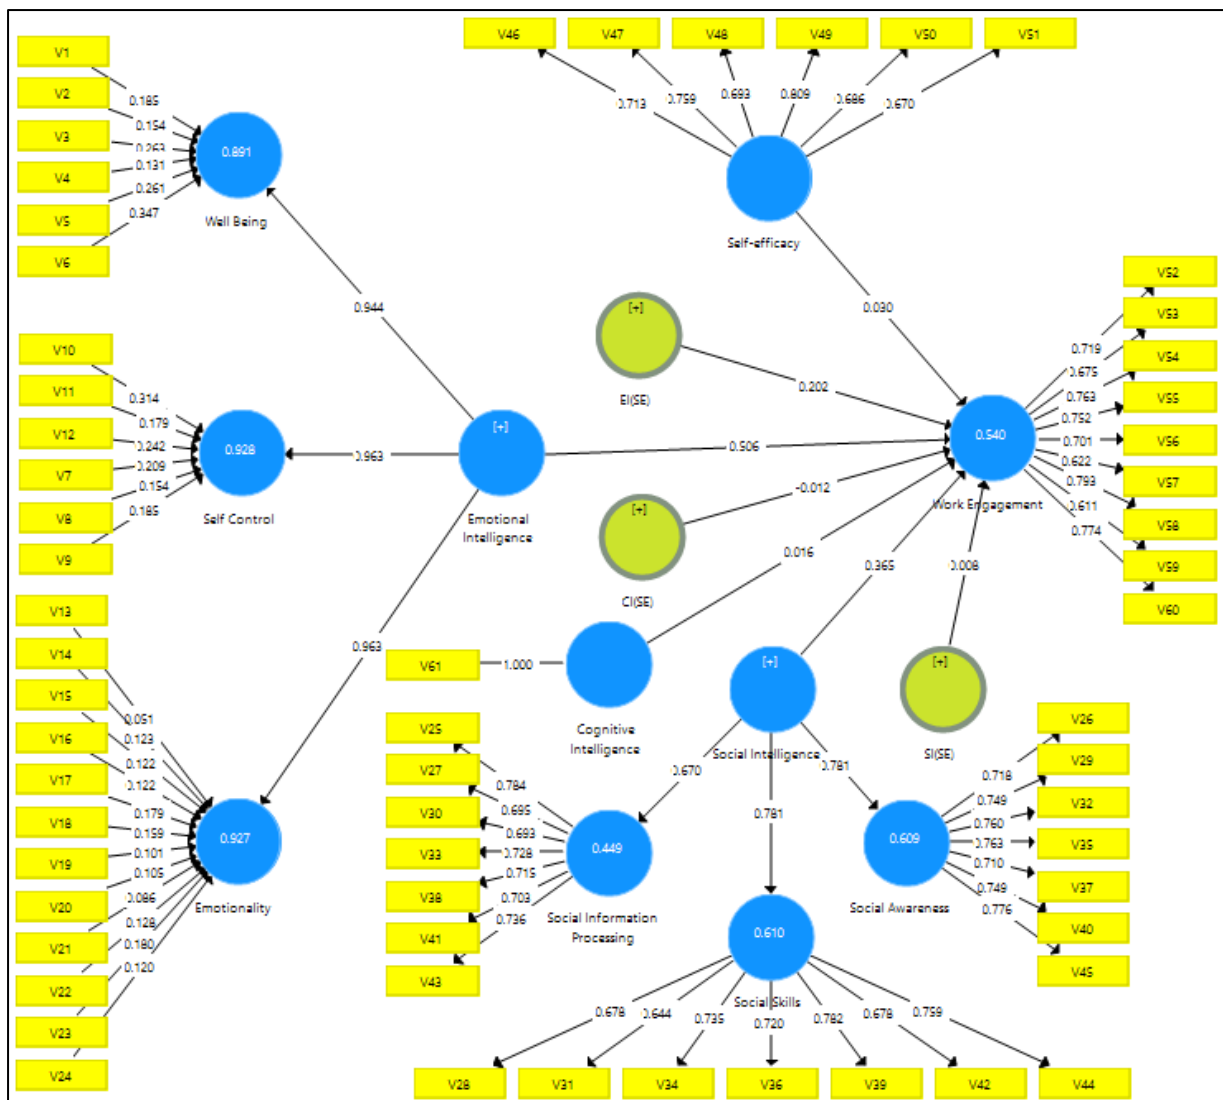 V46
V47
V48
V49
V50
V51
0.713
0.759
0.693
0.809
0.686
0.670
Self-efficacy
V1
V2
V3
V4
V5
V6
0.185
0.154
0.263
0.131
0.261
0.347
0.891
Well Being
0.944
0.030
[+]
EI(SE)
0.202
V52
V53
V54
V55
V56
V57
V58
V59
V60
0.719
0.675
0.763
0.752
0.701
0.622
0.793
0.611
0.774
0.540
Work Engagement
V10
V11
V12
V7
V8
V9
0.314
0.179
0.242
0.209
0.154
0.185
0.928
Self Control
0.963
[+]
Emotional
Intelligence
0.506
-0.012
[+]
CI(SE)
0.016
0.365
0.963
V61
1.000
Cognitive
Intelligence
[+]
Social Intelligence
[+]
SI(SE)
V13
V14
V15
V16
V17
V18
V19
V20
V21
V22
V23
V24
0.051
0.123
0.122
0.122
0.179
0.159
0.101
0.105
0.086
0.128
0.180
0.120
0.927
Emotionality
0.670
0.781
0.781
V25
V27
V30
V33
V38
V41
V43
0.784
0.695
0.693
0.728
0.715
0.703
0.736
0.449
Social Information
Processing
V26
V29
V32
V35
V37
V40
V45
0.718
0.749
0.760
0.763
0.710
0.749
0.776
0.609
Social Awareness
0.610
Social Skills
0.678
0.644
0.735
0.720
0.782
0.678
0.759
V28
V31
V34
V36
V39
V42
V44